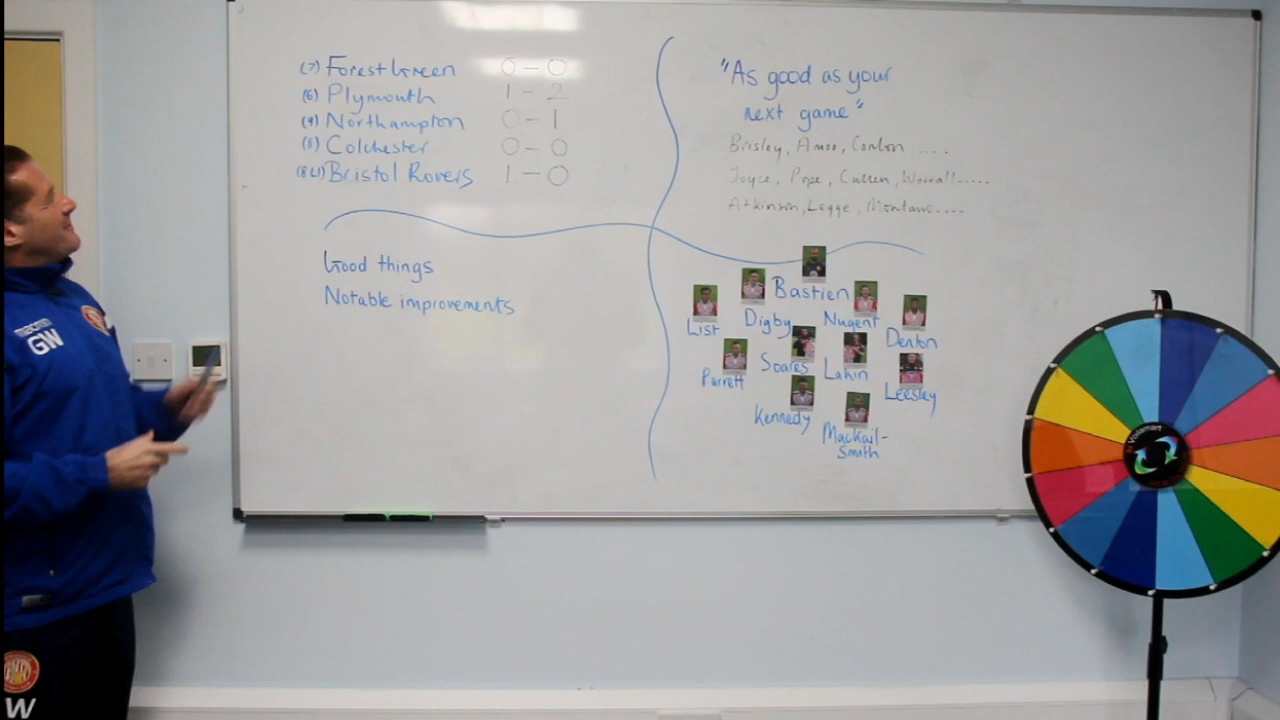 (7) Forest Green 0 - 0
(6) Plymouth 1 - 2
(9) Northampton 0 - 1
Colchester 0 - 0
(8 L1) Bristol Rovers 1 - 0
"As good as your
next game"
Brisley, Amoo, Conlon.....
Joyce, Pope, Cullen, Worrall.....
Atkinson, Legge, Montano....
Good things
Notable improvements
Bastien
List Digby Nugent Denton
Parrett Soares Lakin Leesley
Kennedy Mackail-
Smith
GW
W